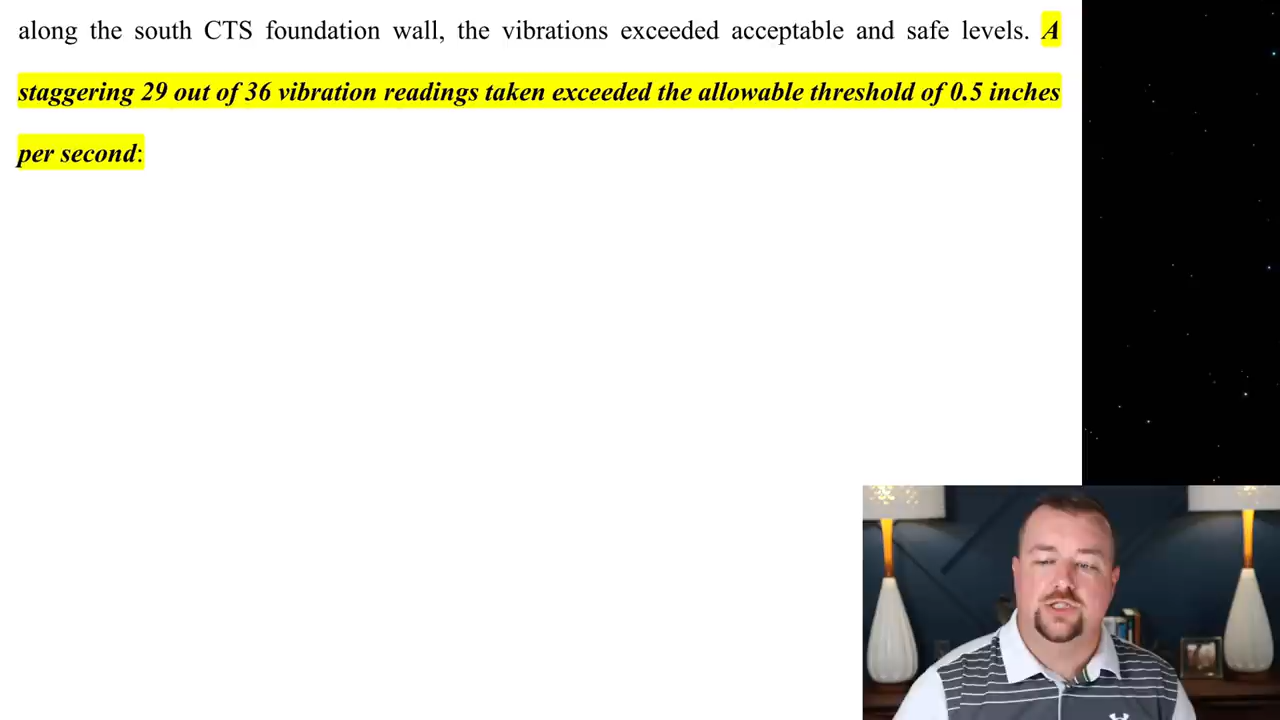 along the south CTS foundation wall, the vibrations exceeded acceptable and safe levels. A
staggering 29 out of 36 vibration readings taken exceeded the allowable threshold of 0.5 inches
per second: